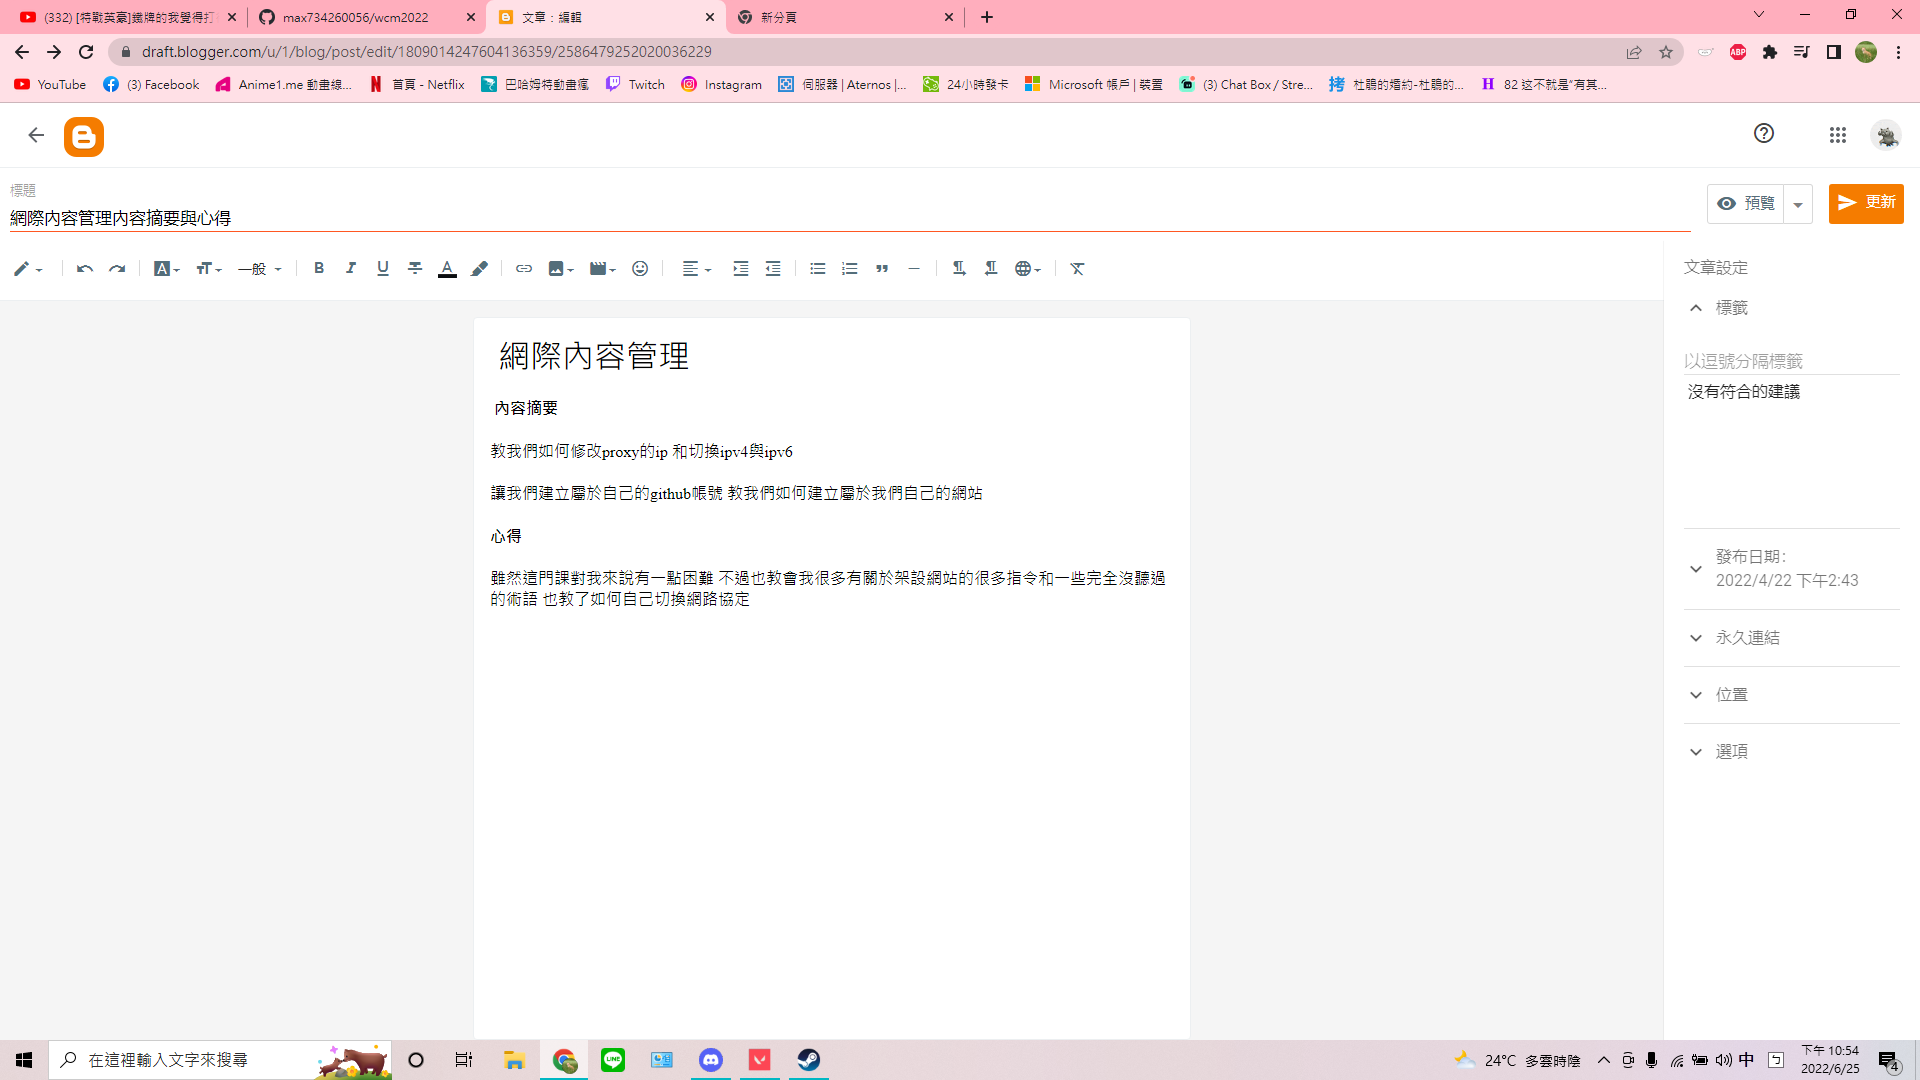 (332) [特戰英豪]鐵牌的我覺得打
max734260056/wcm2022
文章：編輯
新分頁
draft.blogger.com/u/1/blog/post/edit/1809014247604136359/2586479252020036229
ABP
YouTube
(3) Facebook
Anime1.me 動畫線...
首頁 - Netflix
巴哈姆特動畫瘋
Twitch
Instagram
伺服器 | Aternos |...
24小時發卡
Microsoft 帳戶 | 裝置
(3) Chat Box / Stre...
拷 杜鵑的婚約-杜鵑的...
H 82 这不就是“有其...
標題
網際內容管理內容摘要與心得
預覽
更新
一般
文章設定
標籤
以逗號分隔標籤
沒有符合的建議
發布日期：
2022/4/22 下午2:43
永久連結
位置
選項
網際內容管理
內容摘要
教我們如何修改proxy的ip 和切換ipv4與ipv6
讓我們建立屬於自己的github帳號 教我們如何建立屬於我們自己的網站
心得
雖然這門課對我來說有一點困難 不過也教會我很多有關於架設網站的很多指令和一些完全沒聽過
的術語 也教了如何自己切換網路協定
在這裡輸入文字來搜尋
LINE
24°C 多雲時陰
中
下午 10:54
2022/6/25
4